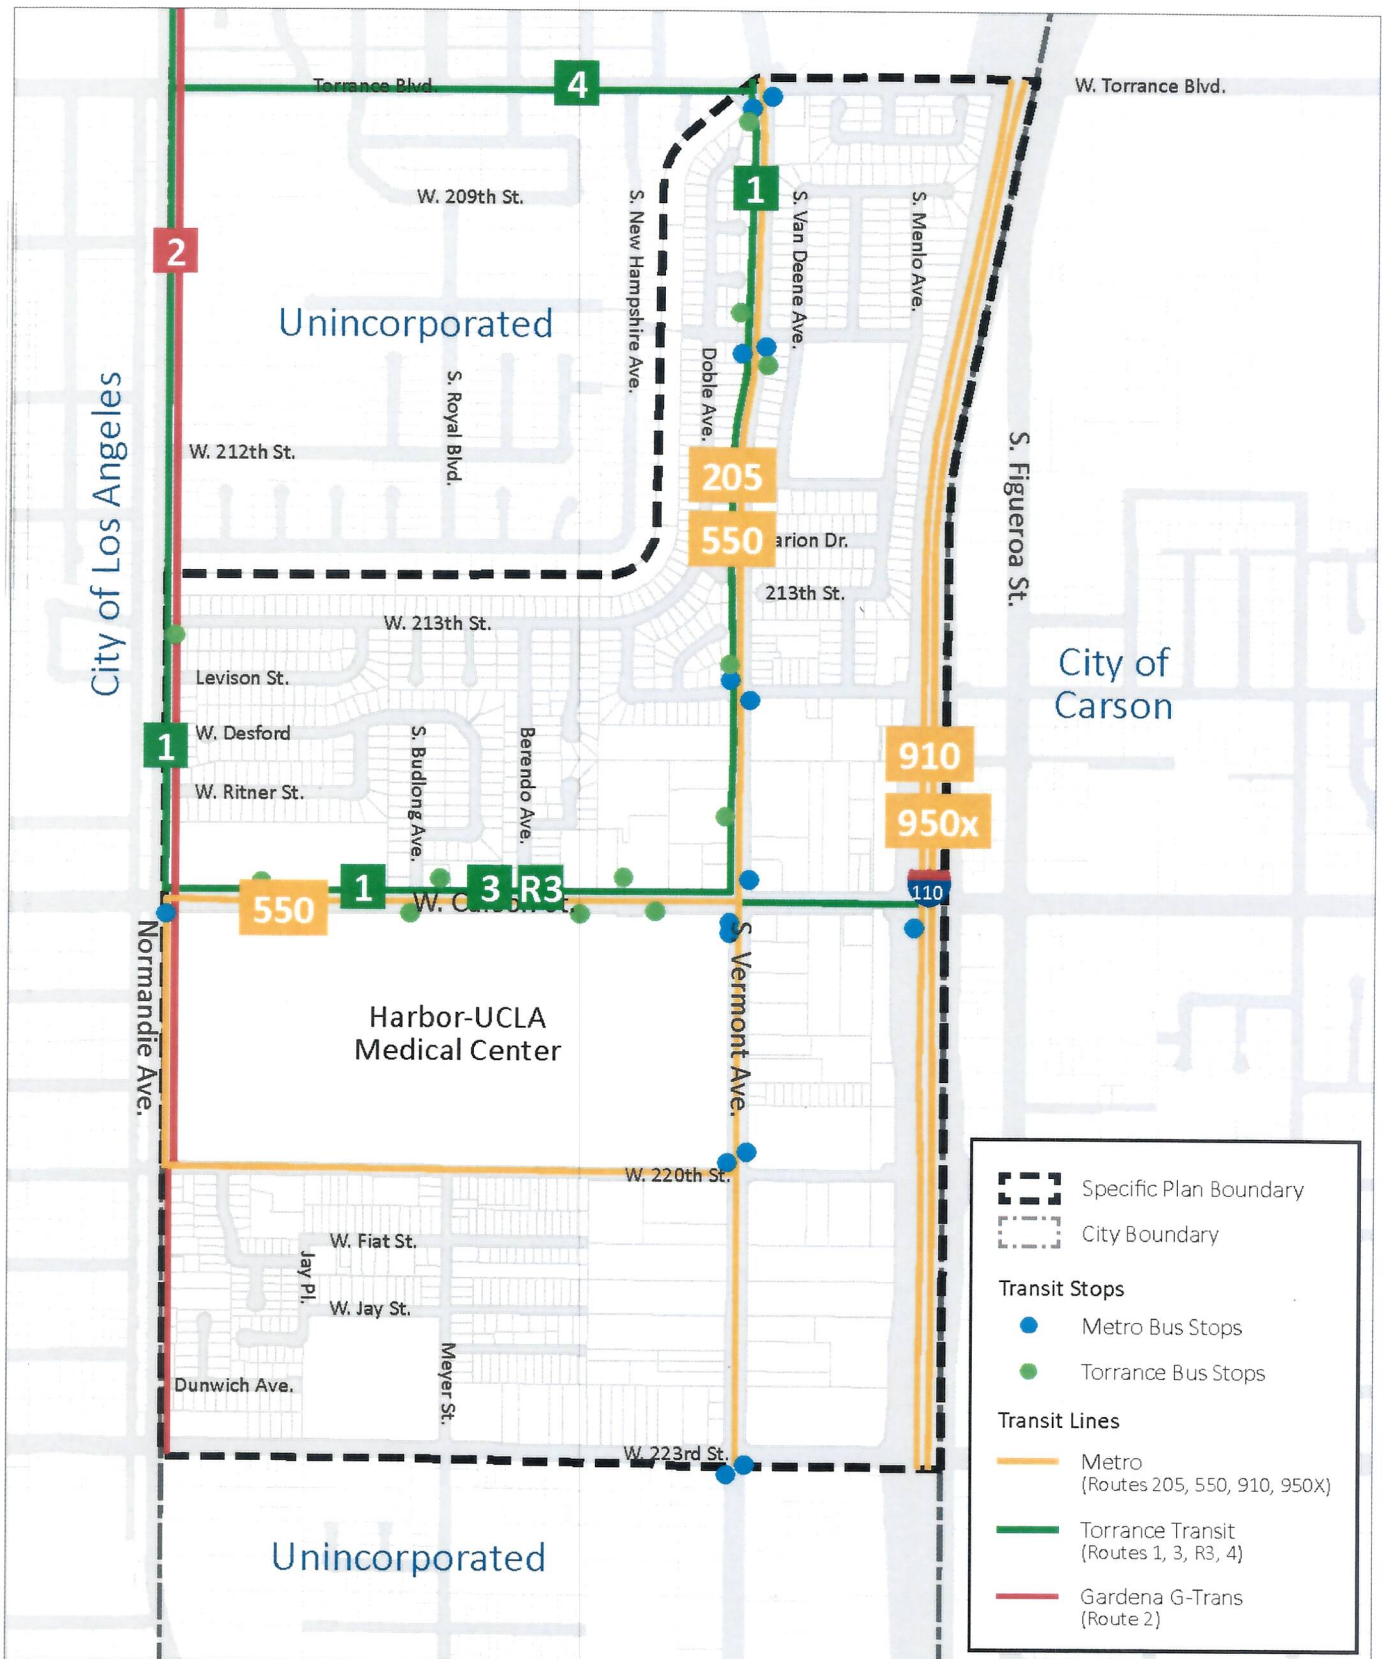 Torrance Blvd.
4
W. Torrance Blvd.
W. 209th St.
1
S. New Hampshire Ave.
S. Van Deene Ave.
S. Menlo Ave.
2
Unincorporated
City of Los Angeles
S. Royal Blvd.
Doble Ave.
W. 212th St.
205
S. Figueroa St.
550
arion Dr.
213th St.
W. 213th St.
City of
Carson
Levison St.
1
W. Desford
S. Budlong Ave.
Berendo Ave.
W. Ritner St.
910
950x
1
3
R3
110
550
W. Carson St.
Normandie Ave.
S. Vermont Ave.
Harbor-UCLA
Medical Center
W. 220th St.
W. Fiat St.
Jay Pl.
W. Jay St.
Meyer St.
Dunwich Ave.
W. 223rd St.
Unincorporated
Specific Plan Boundary
City Boundary
Transit Stops
Metro Bus Stops
Torrance Bus Stops
Transit Lines
Metro
(Routes 205, 550, 910, 950X)
Torrance Transit
(Routes 1, 3, R3, 4)
Gardena G-Trans
(Route 2)